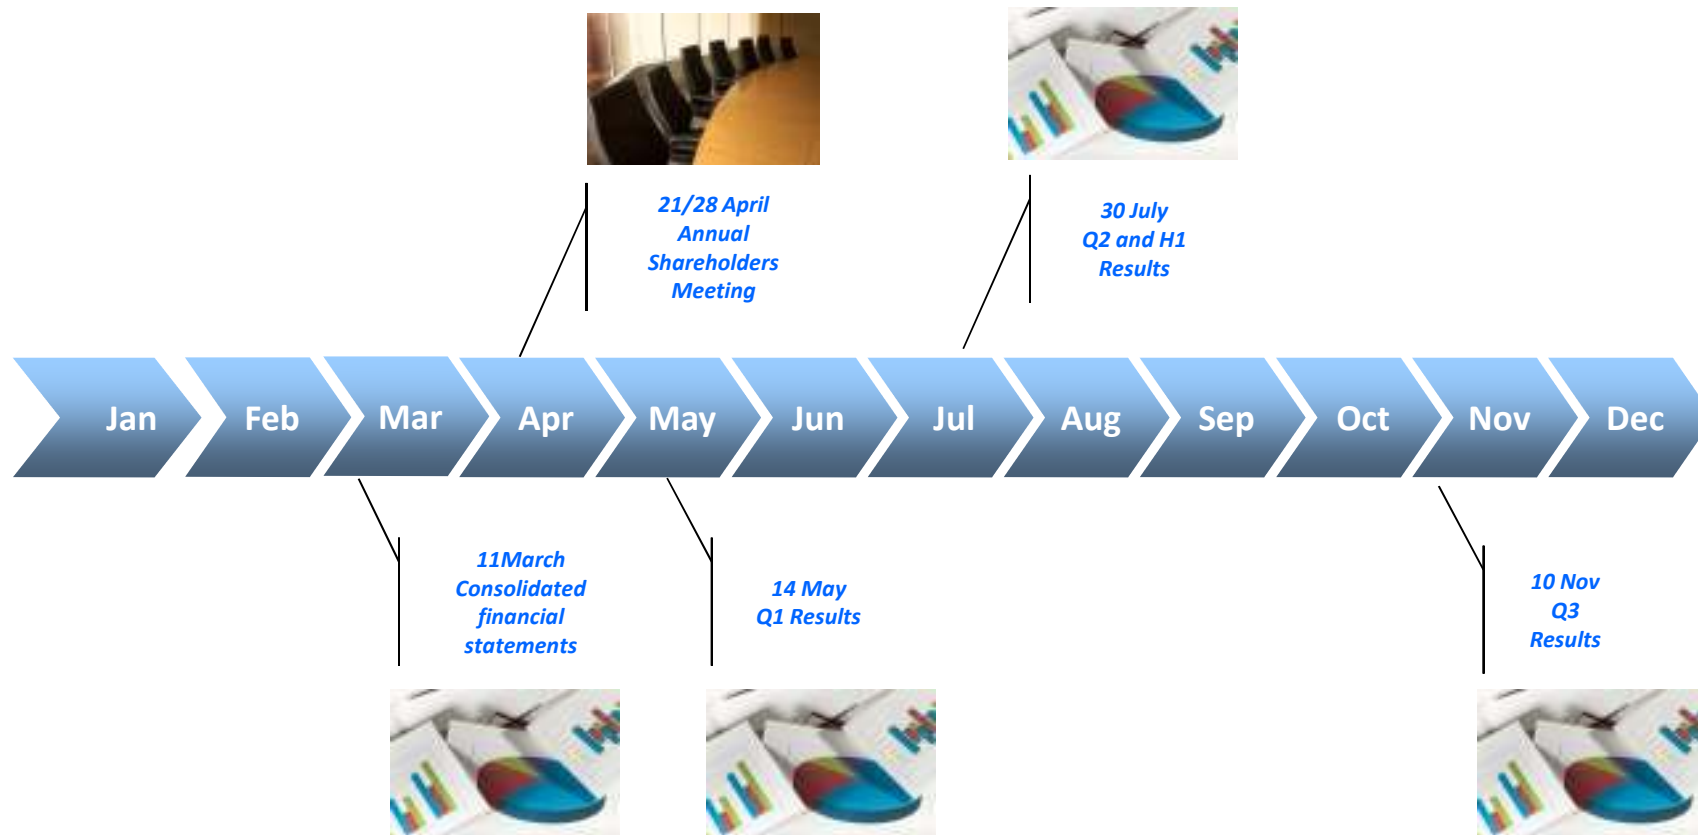 21/28 April
Annual
Shareholders
Meeting
30 July
Q2 and H1
Results
Jan
Feb
Mar
Apr
May
Jun
Jul
Aug
Sep
Oct
Nov
Dec
11March
Consolidated
financial
statements
14 May
Q1 Results
10 Nov
Q3
Results